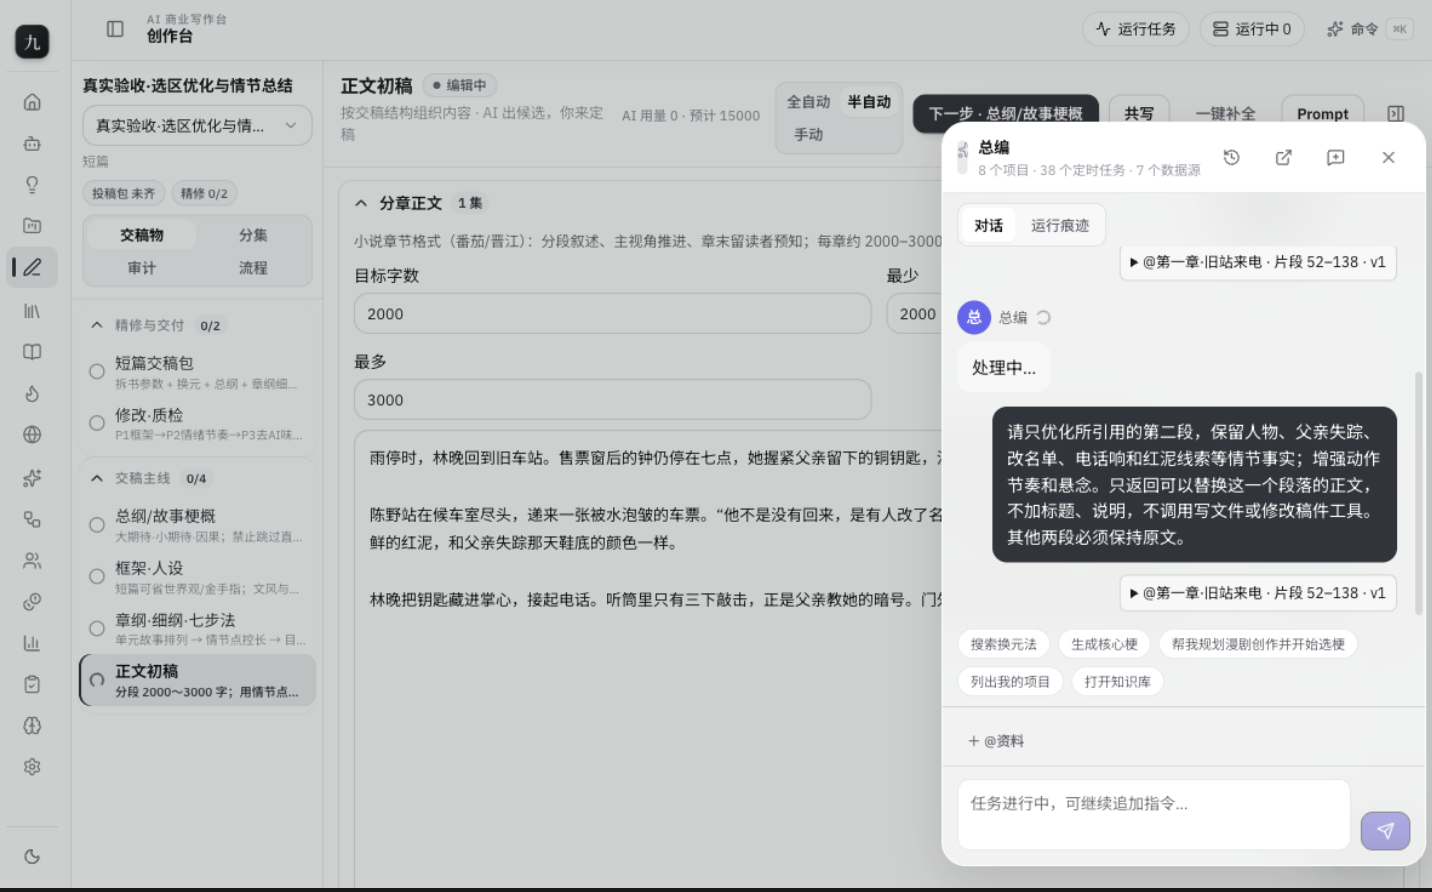 九
AI 商业写作台
创作台
运行任务
运行中 0
命令
⌘K
真实验收·选区优化与情节总结
真实验收·选区优化与情...
短篇
投稿包 未齐
精修 0/2
交稿物
分集
审计
流程
精修与交付 0/2
短篇交稿包
拆书参数 + 换元 + 总纲 + 章纲细...
修改·质检
P1框架→P2情绪节奏→P3去AI味...
交稿主线 0/4
总纲/故事梗概
大期待·小期待·因果；禁止跳过直...
框架·人设
短篇可省世界观/金手指；文风与...
章纲·细纲·七步法
单元故事排列 → 情节点控长 → 目...
正文初稿
分段 2000～3000 字；用情节点...
正文初稿
编辑中
按交稿结构组织内容 · AI 出候选，你来定
稿
AI 用量 0 · 预计 15000
全自动
半自动
手动
下一步 · 总纲/故事梗概
共写
一键补全
Prompt
分章正文 1 集
小说章节格式（番茄/晋江）：分段叙述、主视角推进、章末留读者预知；每章约 2000–3000
目标字数
2000
最少
2000
最多
3000
雨停时，林晚回到旧车站。售票窗后的钟仍停在七点，她握紧父亲留下的铜钥匙，
陈野站在候车室尽头，递来一张被水泡皱的车票。“他不是没有回来，是有人改了名
鲜的红泥，和父亲失踪那天鞋底的颜色一样。
林晚把钥匙藏进掌心，接起电话。听筒里只有三下敲击，正是父亲教她的暗号。门
总编
8 个项目 · 38 个定时任务 · 7 个数据源
对话
运行痕迹
▶ @第一章·旧站来电 · 片段 52–138 · v1
总
总编
处理中...
请只优化所引用的第二段，保留人物、父亲失踪、
改名单、电话响和红泥线索等情节事实；增强动作
节奏和悬念。只返回可以替换这一个段落的正文，
不加标题、说明，不调用写文件或修改稿件工具。
其他两段必须保持原文。
▶ @第一章·旧站来电 · 片段 52–138 · v1
搜索换元法
生成核心梗
帮我规划漫剧创作并开始选梗
列出我的项目
打开知识库
+ @资料
任务进行中，可继续追加指令...